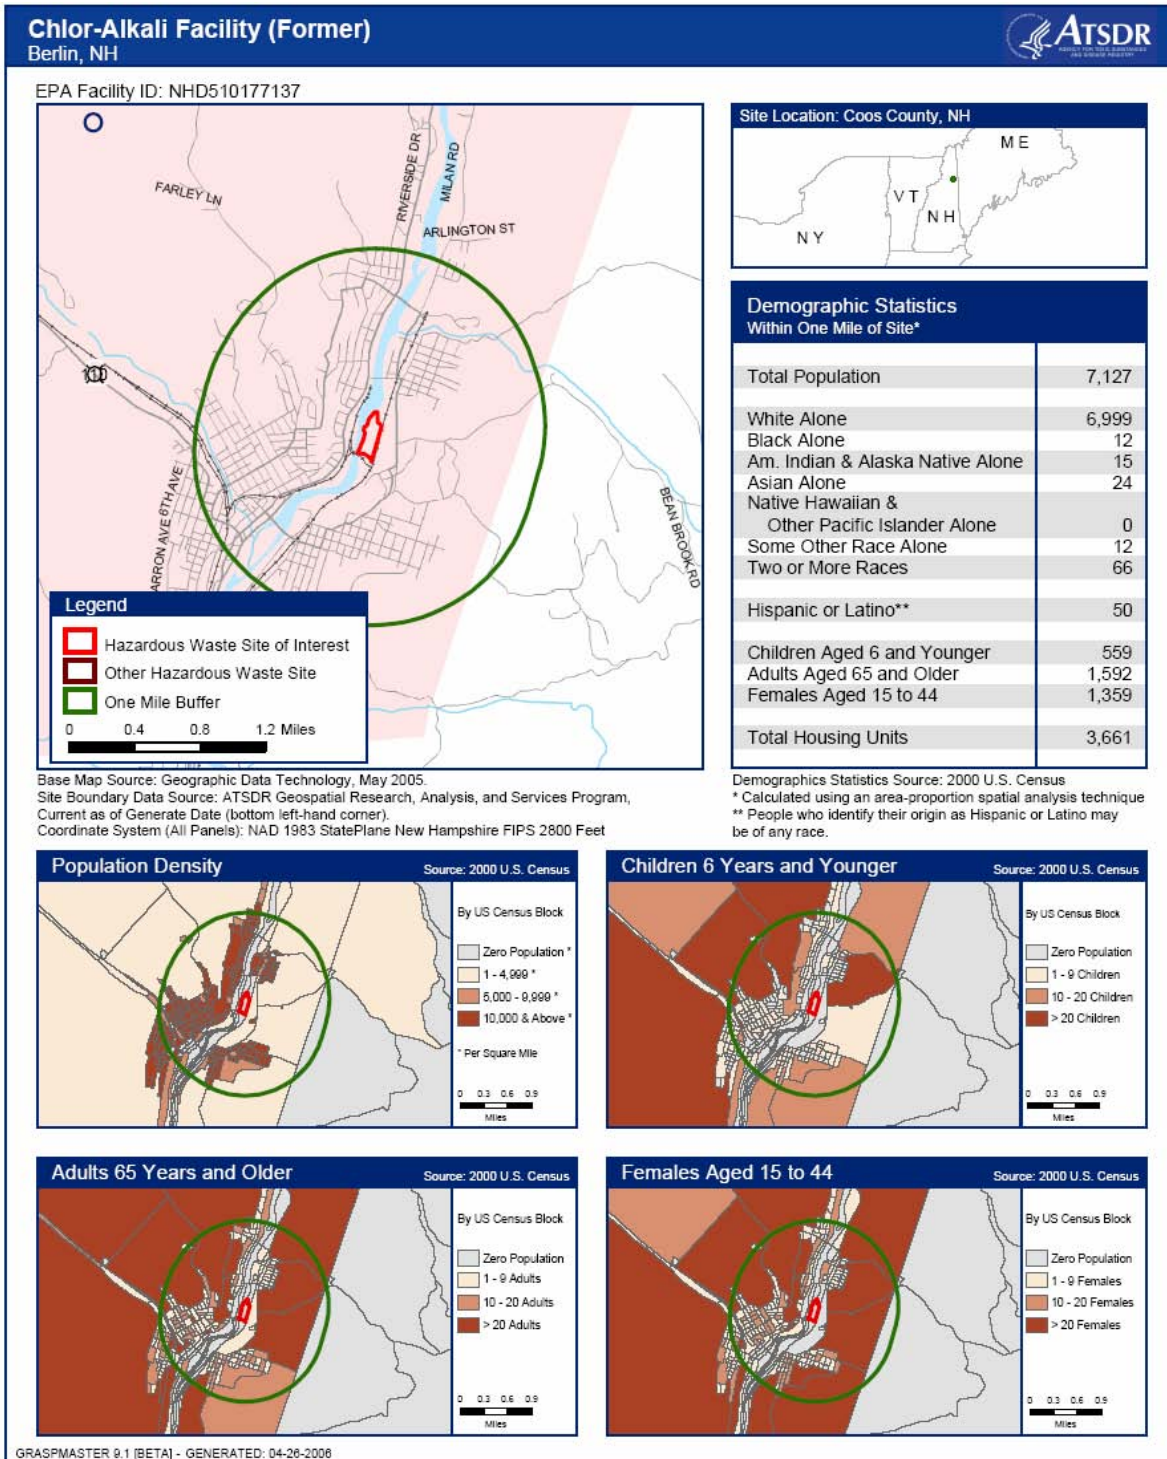 Chlor-Alkali Facility (Former)
Berlin, NH
ATSDR
EPA Facility ID: NHD510177137
FARLEY LN
RIVERSIDE DR
MILAN RD
ARLINGTON ST
110
ARRON AVE 6TH AVE
BEAN BROOK RD
Legend
Hazardous Waste Site of Interest
Other Hazardous Waste Site
One Mile Buffer
0 0.4 0.8 1.2 Miles
Site Location: Coos County, NH
ME
VT
NH
NY
Demographic Statistics
Within One Mile of Site*
Total Population 7,127
White Alone 6,999
Black Alone 12
Am. Indian & Alaska Native Alone 15
Asian Alone 24
Native Hawaiian &
Other Pacific Islander Alone 0
Some Other Race Alone 12
Two or More Races 66
Hispanic or Latino** 50
Children Aged 6 and Younger 559
Adults Aged 65 and Older 1,592
Females Aged 15 to 44 1,359
Total Housing Units 3,661
Base Map Source: Geographic Data Technology, May 2005.
Site Boundary Data Source: ATSDR Geospatial Research, Analysis, and Services Program,
Current as of Generate Date (bottom left-hand corner).
Coordinate System (All Panels): NAD 1983 StatePlane New Hampshire FIPS 2800 Feet
Demographics Statistics Source: 2000 U.S. Census
* Calculated using an area-proportion spatial analysis technique
** People who identify their origin as Hispanic or Latino may
be of any race.
Population Density Source: 2000 U.S. Census
By US Census Block
Zero Population *
1 - 4,999 *
5,000 - 9,999 *
10,000 & Above *
* Per Square Mile
0 0.3 0.6 0.9
Miles
Children 6 Years and Younger Source: 2000 U.S. Census
By US Census Block
Zero Population
1 - 9 Children
10 - 20 Children
> 20 Children
0 0.3 0.6 0.9
Miles
Adults 65 Years and Older Source: 2000 U.S. Census
By US Census Block
Zero Population
1 - 9 Adults
10 - 20 Adults
> 20 Adults
0 0.3 0.6 0.9
Miles
Females Aged 15 to 44 Source: 2000 U.S. Census
By US Census Block
Zero Population
1 - 9 Females
10 - 20 Females
> 20 Females
0 0.3 0.6 0.9
Miles
GRASPMASTER 9.1 [BETA] - GENERATED: 04-26-2006